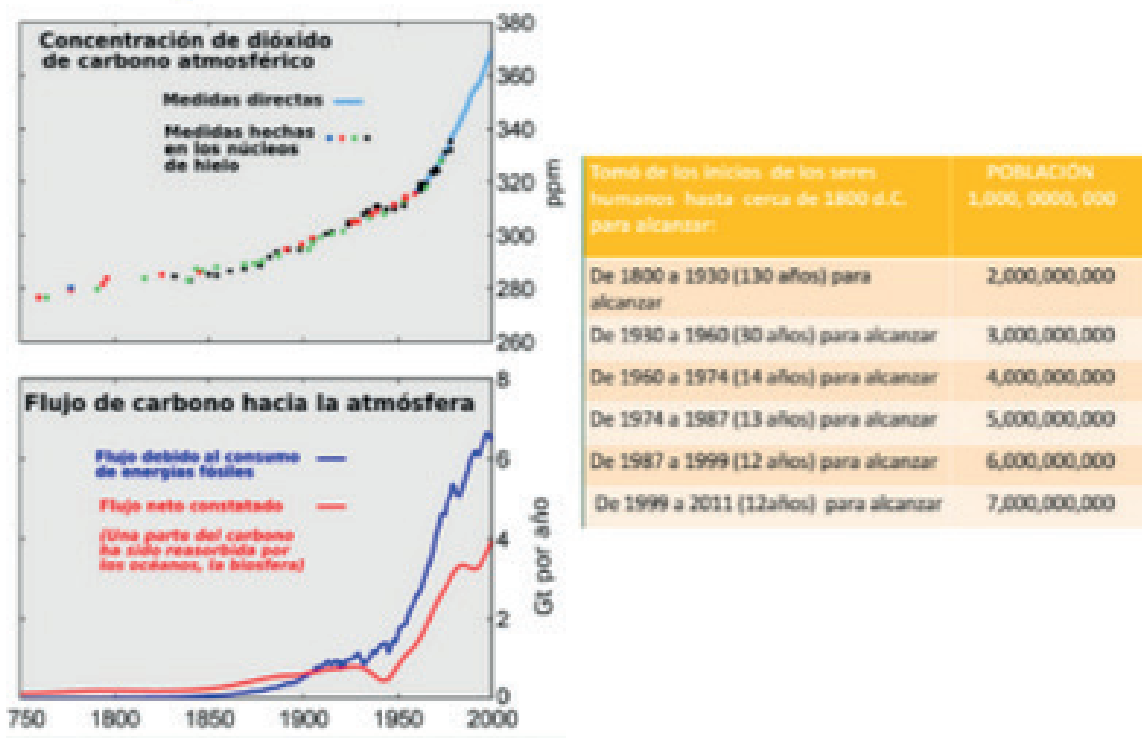 Concentración de dióxido
de carbono atmosférico
Medidas directas
Medidas hechas
en los núcleos
de hielo
380
360
340
320
300
280
260
ppm
Flujo de carbono hacia la atmósfera
Flujo debido al consumo
de energías fósiles
Flujo neto constatado
(Una parte del carbono
ha sido reasorbida por
los océanos, la biosfera)
8
6
4
2
0
Gt por año
750
1800
1850
1900
1950
2000
Tomó de los inicios de los seres
humanos hasta cerca de 1800 d.C.
para alcanzar:
POBLACIÓN
1,000, 0000, 000
De 1800 a 1930 (130 años) para
alcanzar
2,000,000,000
De 1930 a 1960 (30 años) para alcanzar
3,000,000,000
De 1960 a 1974 (14 años) para alcanzar
4,000,000,000
De 1974 a 1987 (13 años) para alcanzar
5,000,000,000
De 1987 a 1999 (12 años) para alcanzar
6,000,000,000
De 1999 a 2011 (12años) para alcanzar
7,000,000,000